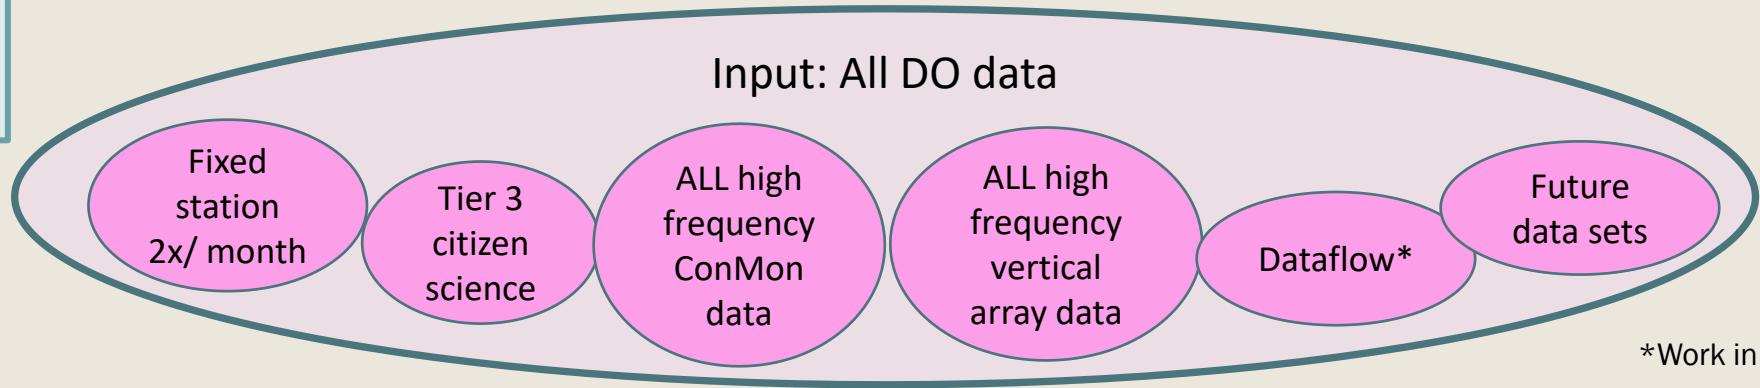 Input: All DO data
Fixed
station
2x/ month
Tier 3
citizen
science
ALL high
frequency
ConMon
data
ALL high
frequency
vertical
array data
Dataflow*
Future
data sets
*Work in